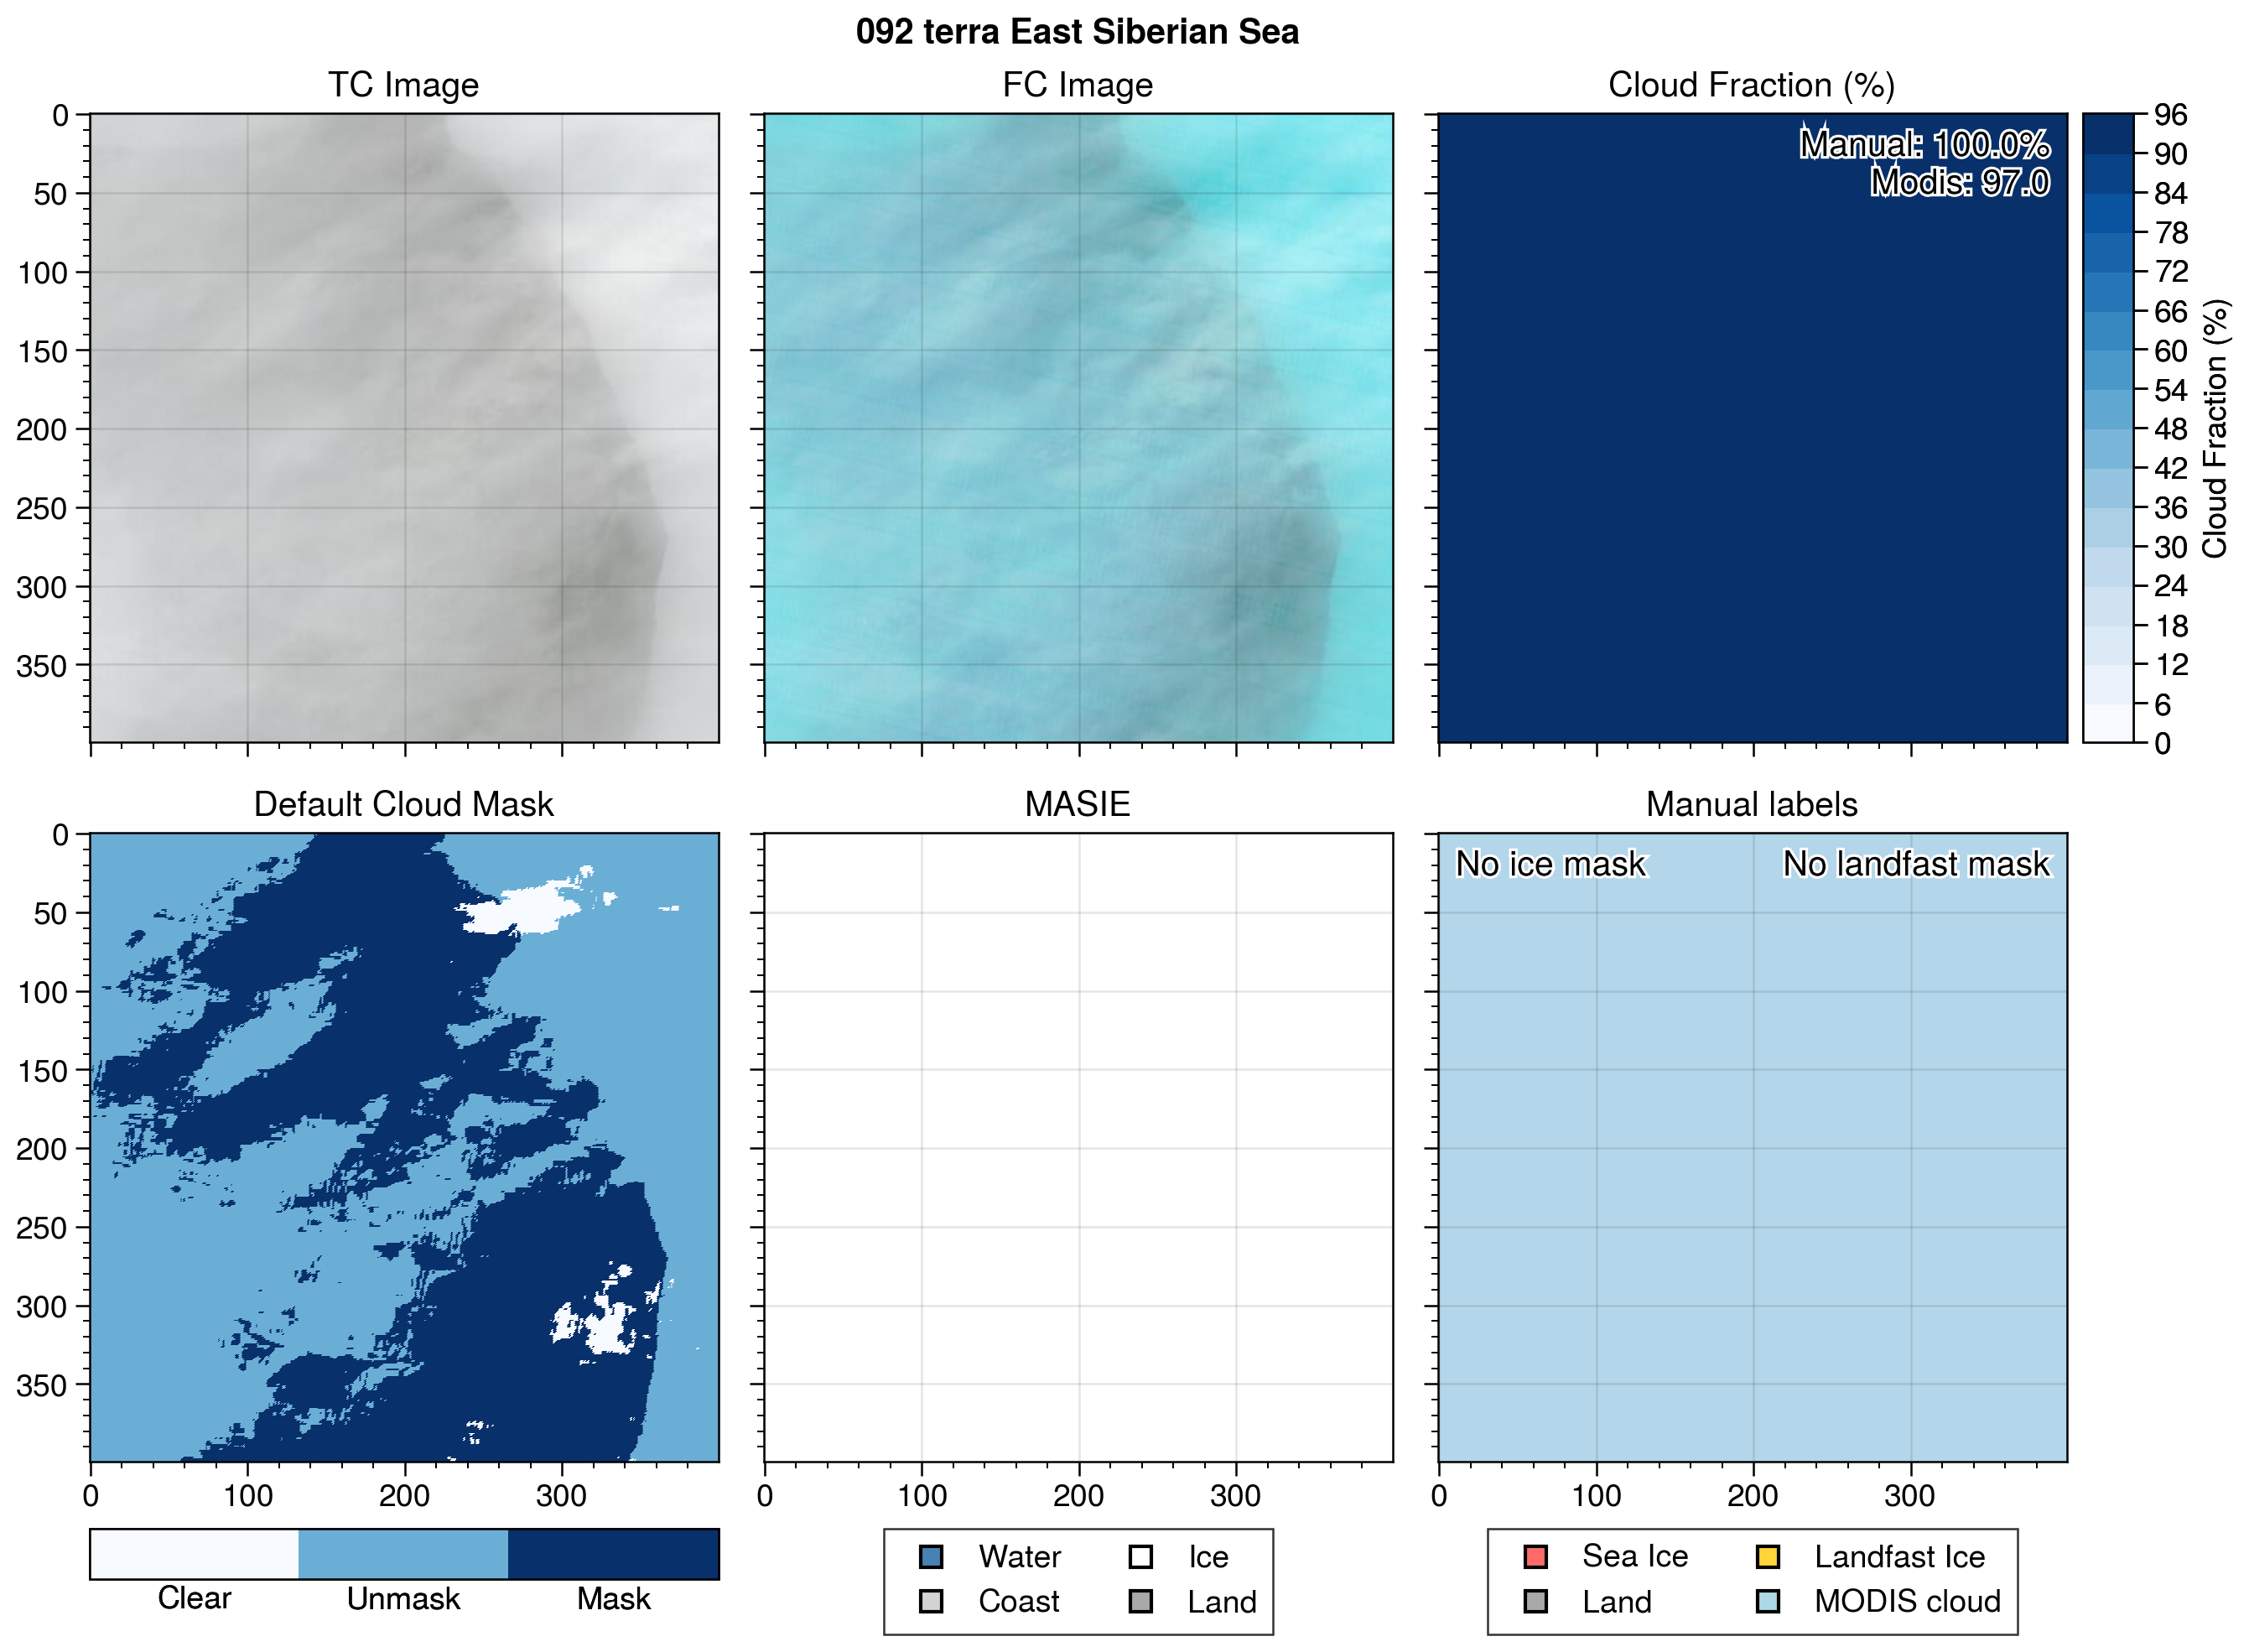 092 terra East Siberian Sea
TC Image
FC Image
Cloud Fraction (%)
0
50
100
150
200
250
300
350
Manual: 100.0%
Modis: 97.0
96
90
84
78
72
66
60
54
48
42
36
30
24
18
12
6
0
Cloud Fraction (%)
Default Cloud Mask
MASIE
Manual labels
0
50
100
150
200
250
300
350
No ice mask
No landfast mask
0 100 200 300
0 100 200 300
0 100 200 300
Clear Unmask Mask
Water Ice
Coast Land
Sea Ice Landfast Ice
Land MODIS cloud